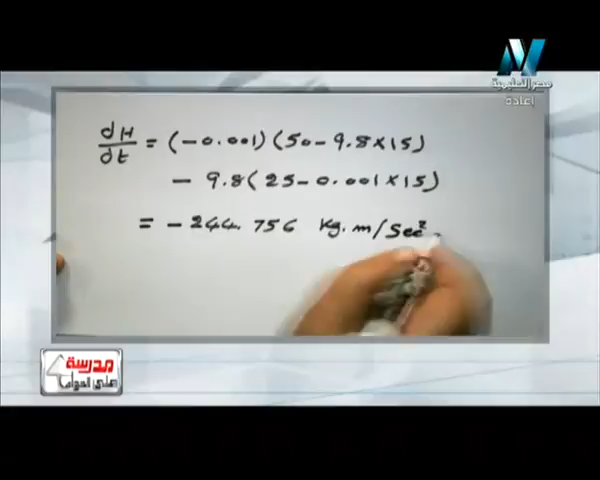 مصر التعليمية
إعادة
dH/dt = (-0.001)(50-9.8×15)
- 9.8(25-0.001×15)
= -244.756 kg.m/sec²
مدرسة
على الهواء